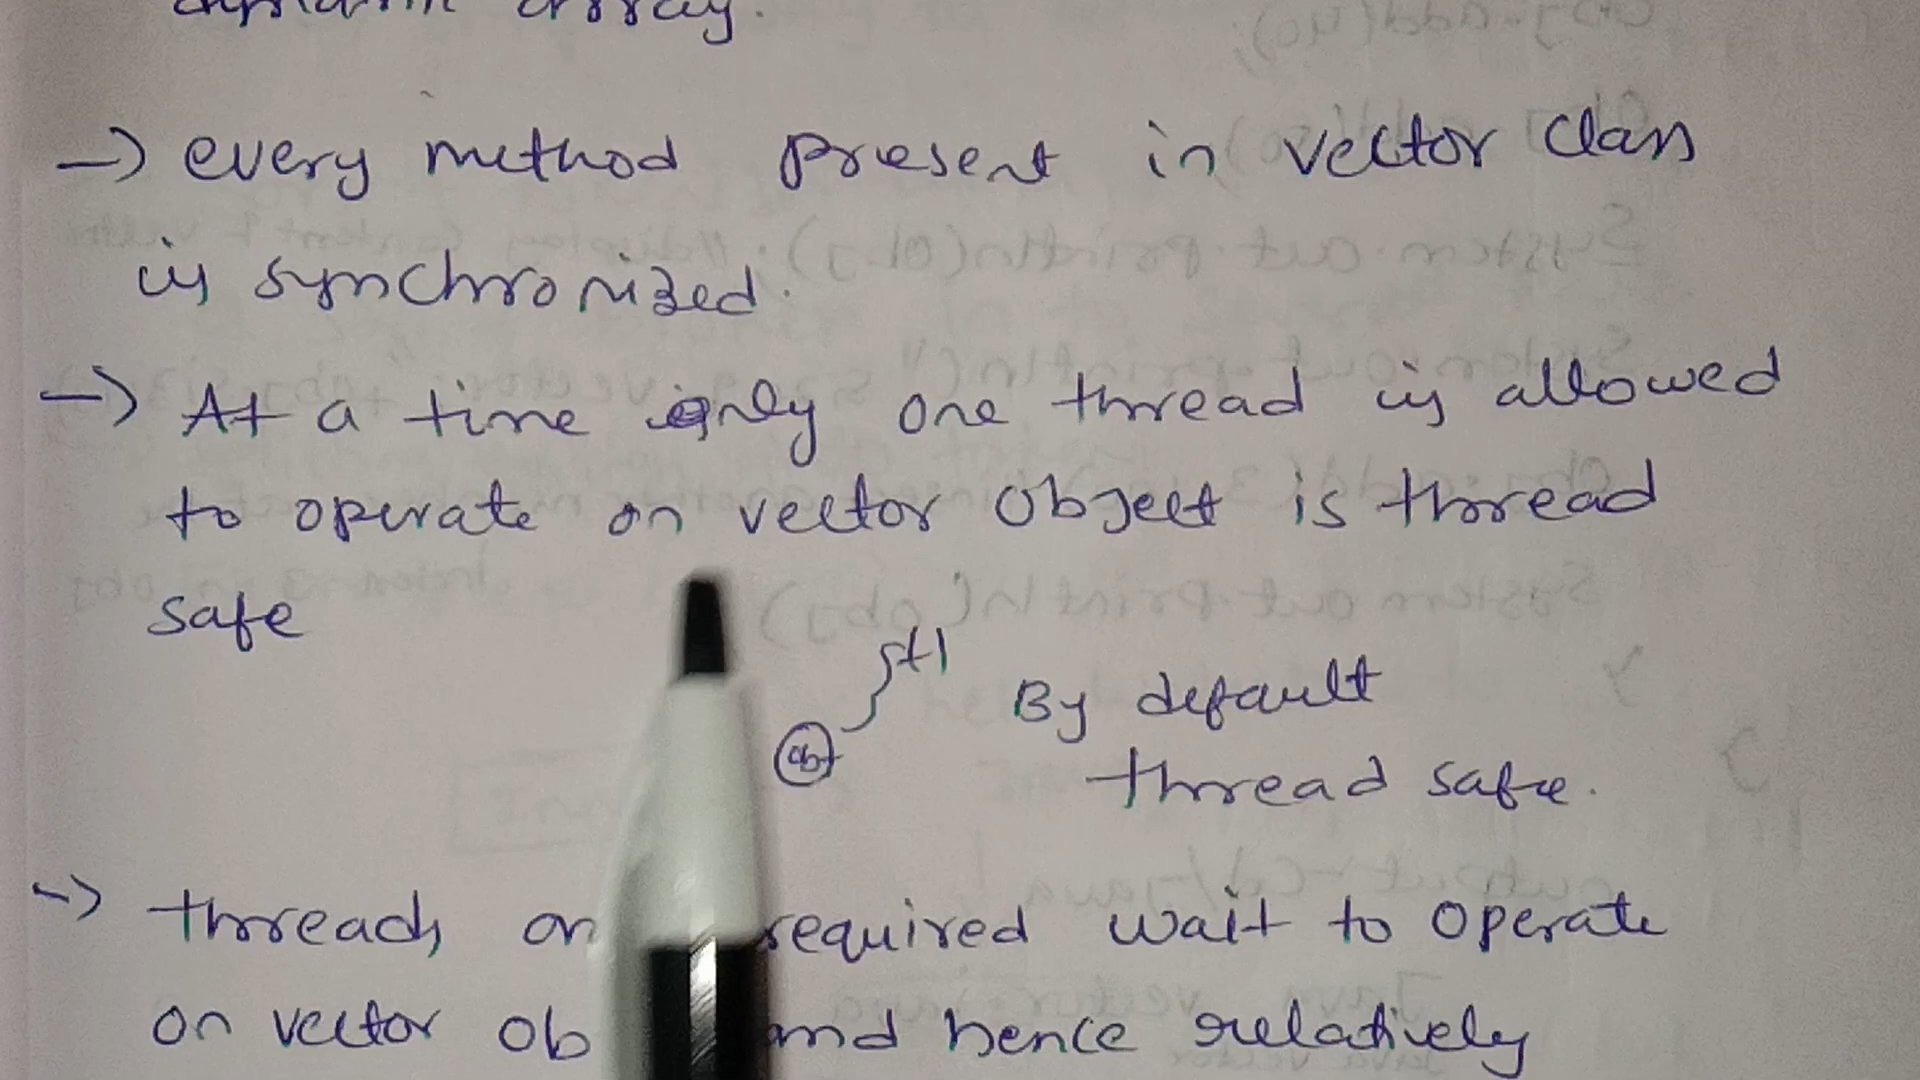 array.
→ every method present in vector class
is synchronized.
→ At a time only one thread is allowed
to operate on vector object is thread
safe
t1
obj
By default
thread safe.
→ threads required wait to operate
on vector ob and hence relatively